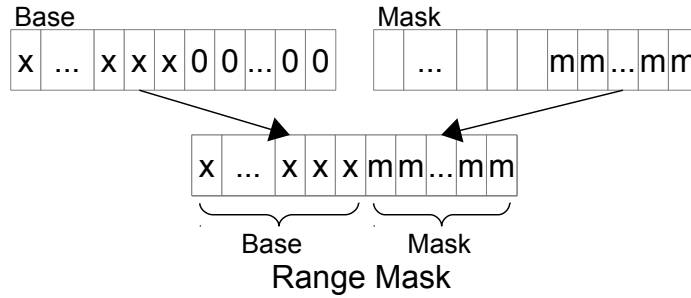 Base
Mask
x ... x x x 0 0 ... 0 0
... m m ... m m
x ... x x x m m ... m m
Base
Mask
Range Mask